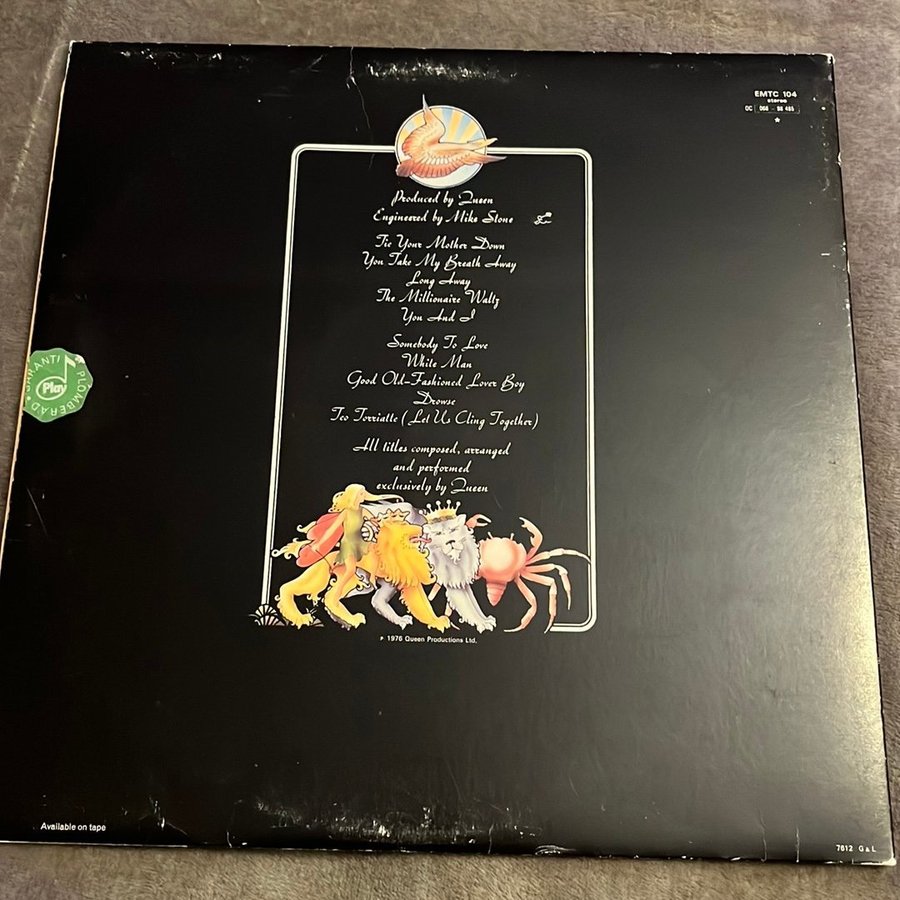 EMTC 104
stereo
OC 068 - 98 485
*
Produced by Queen
Engineered by Mike Stone
Tie Your Mother Down
You Take My Breath Away
Long Away
The Millionaire Waltz
You And I
Somebody To Love
White Man
Good Old-Fashioned Lover Boy
Drowse
Teo Torriatte (Let Us Cling Together)
All titles composed, arranged
and performed
exclusively by Queen
GARANTI PLOMBERAD
Play
P 1976 Queen Productions Ltd.
Available on tape
7612 G & L